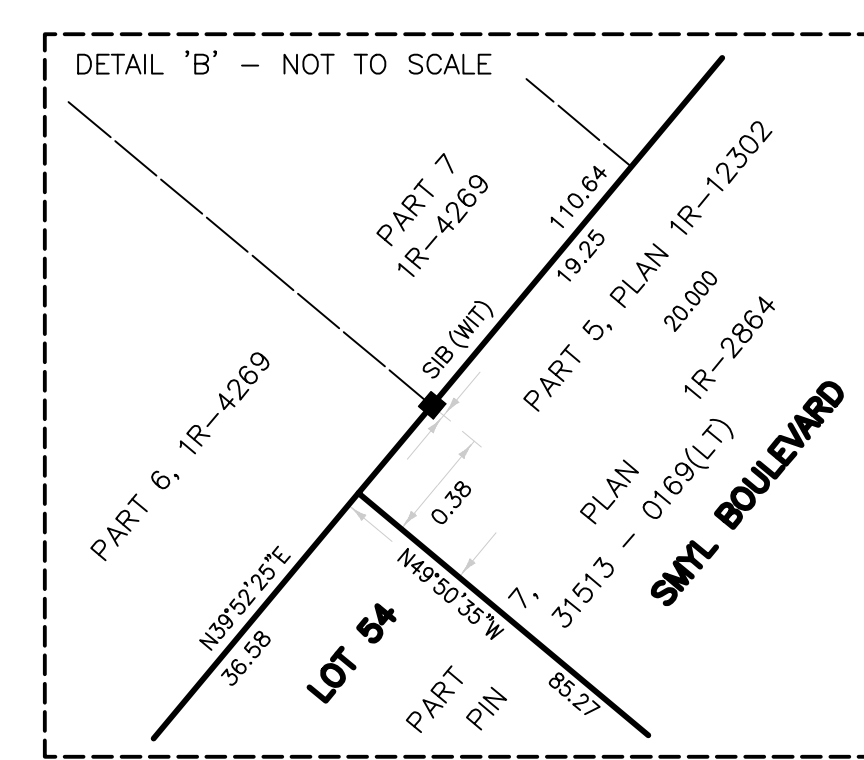 DETAIL 'B' – NOT TO SCALE
PART 7
1R–4269
110.64
19.25
PART 5, PLAN 1R–12302
20.000
SIB (WIT)
PART 6, 1R–4269
0.38
PART 7, PLAN 1R–2864
PIN 31513 – 0169(LT)
SMYL BOULEVARD
N39°52'25"E
36.58
N49°50'35"W
85.27
LOT 54